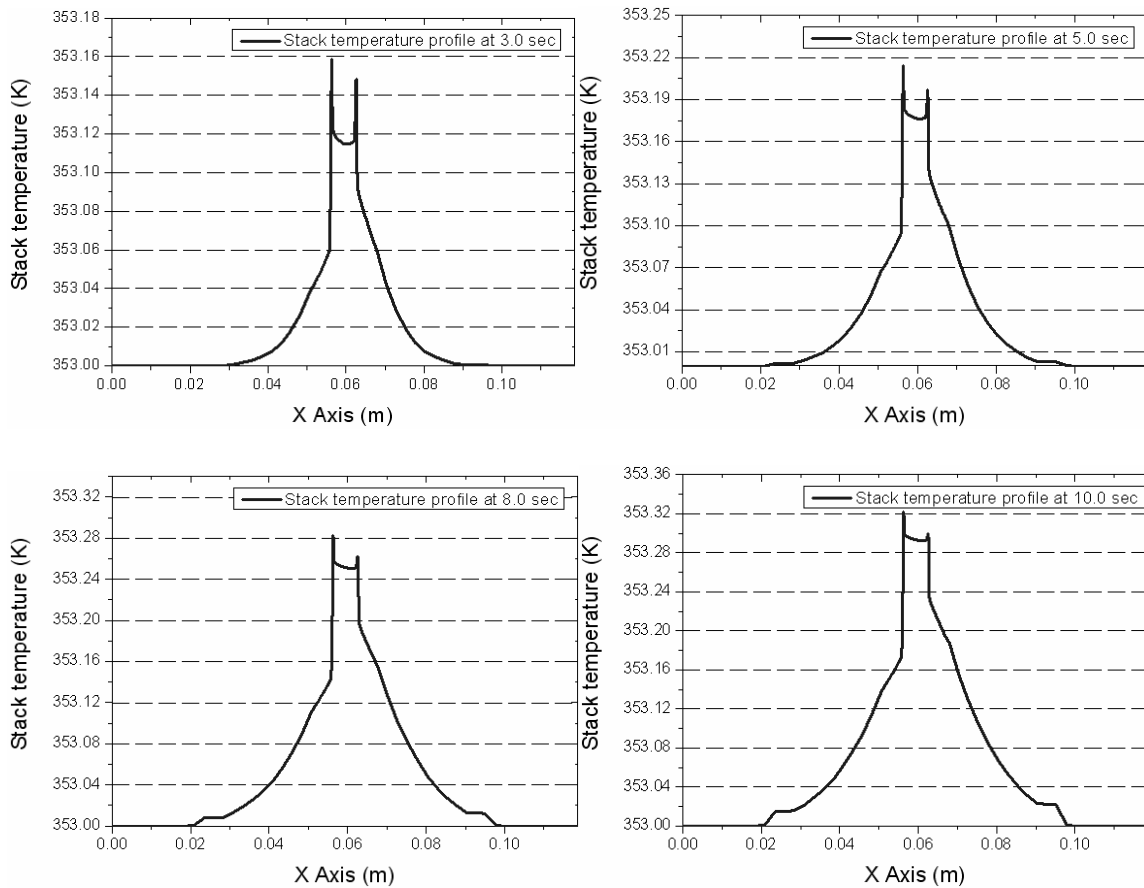 353.18
Stack temperature profile at 3.0 sec
353.16
353.14
353.12
353.10
353.08
353.06
353.04
353.02
353.00
Stack temperature (K)
0.00 0.02 0.04 0.06 0.08 0.10
X Axis (m)
353.25
Stack temperature profile at 5.0 sec
353.22
353.19
353.16
353.13
353.10
353.07
353.04
353.01
Stack temperature (K)
0.00 0.02 0.04 0.06 0.08 0.10
X Axis (m)
353.32
Stack temperature profile at 8.0 sec
353.28
353.24
353.20
353.16
353.12
353.08
353.04
353.00
Stack temperature (K)
0.00 0.02 0.04 0.06 0.08 0.10
X Axis (m)
353.36
Stack temperature profile at 10.0 sec
353.32
353.28
353.24
353.20
353.16
353.12
353.08
353.04
353.00
Stack temperature (K)
0.00 0.02 0.04 0.06 0.08 0.10
X Axis (m)